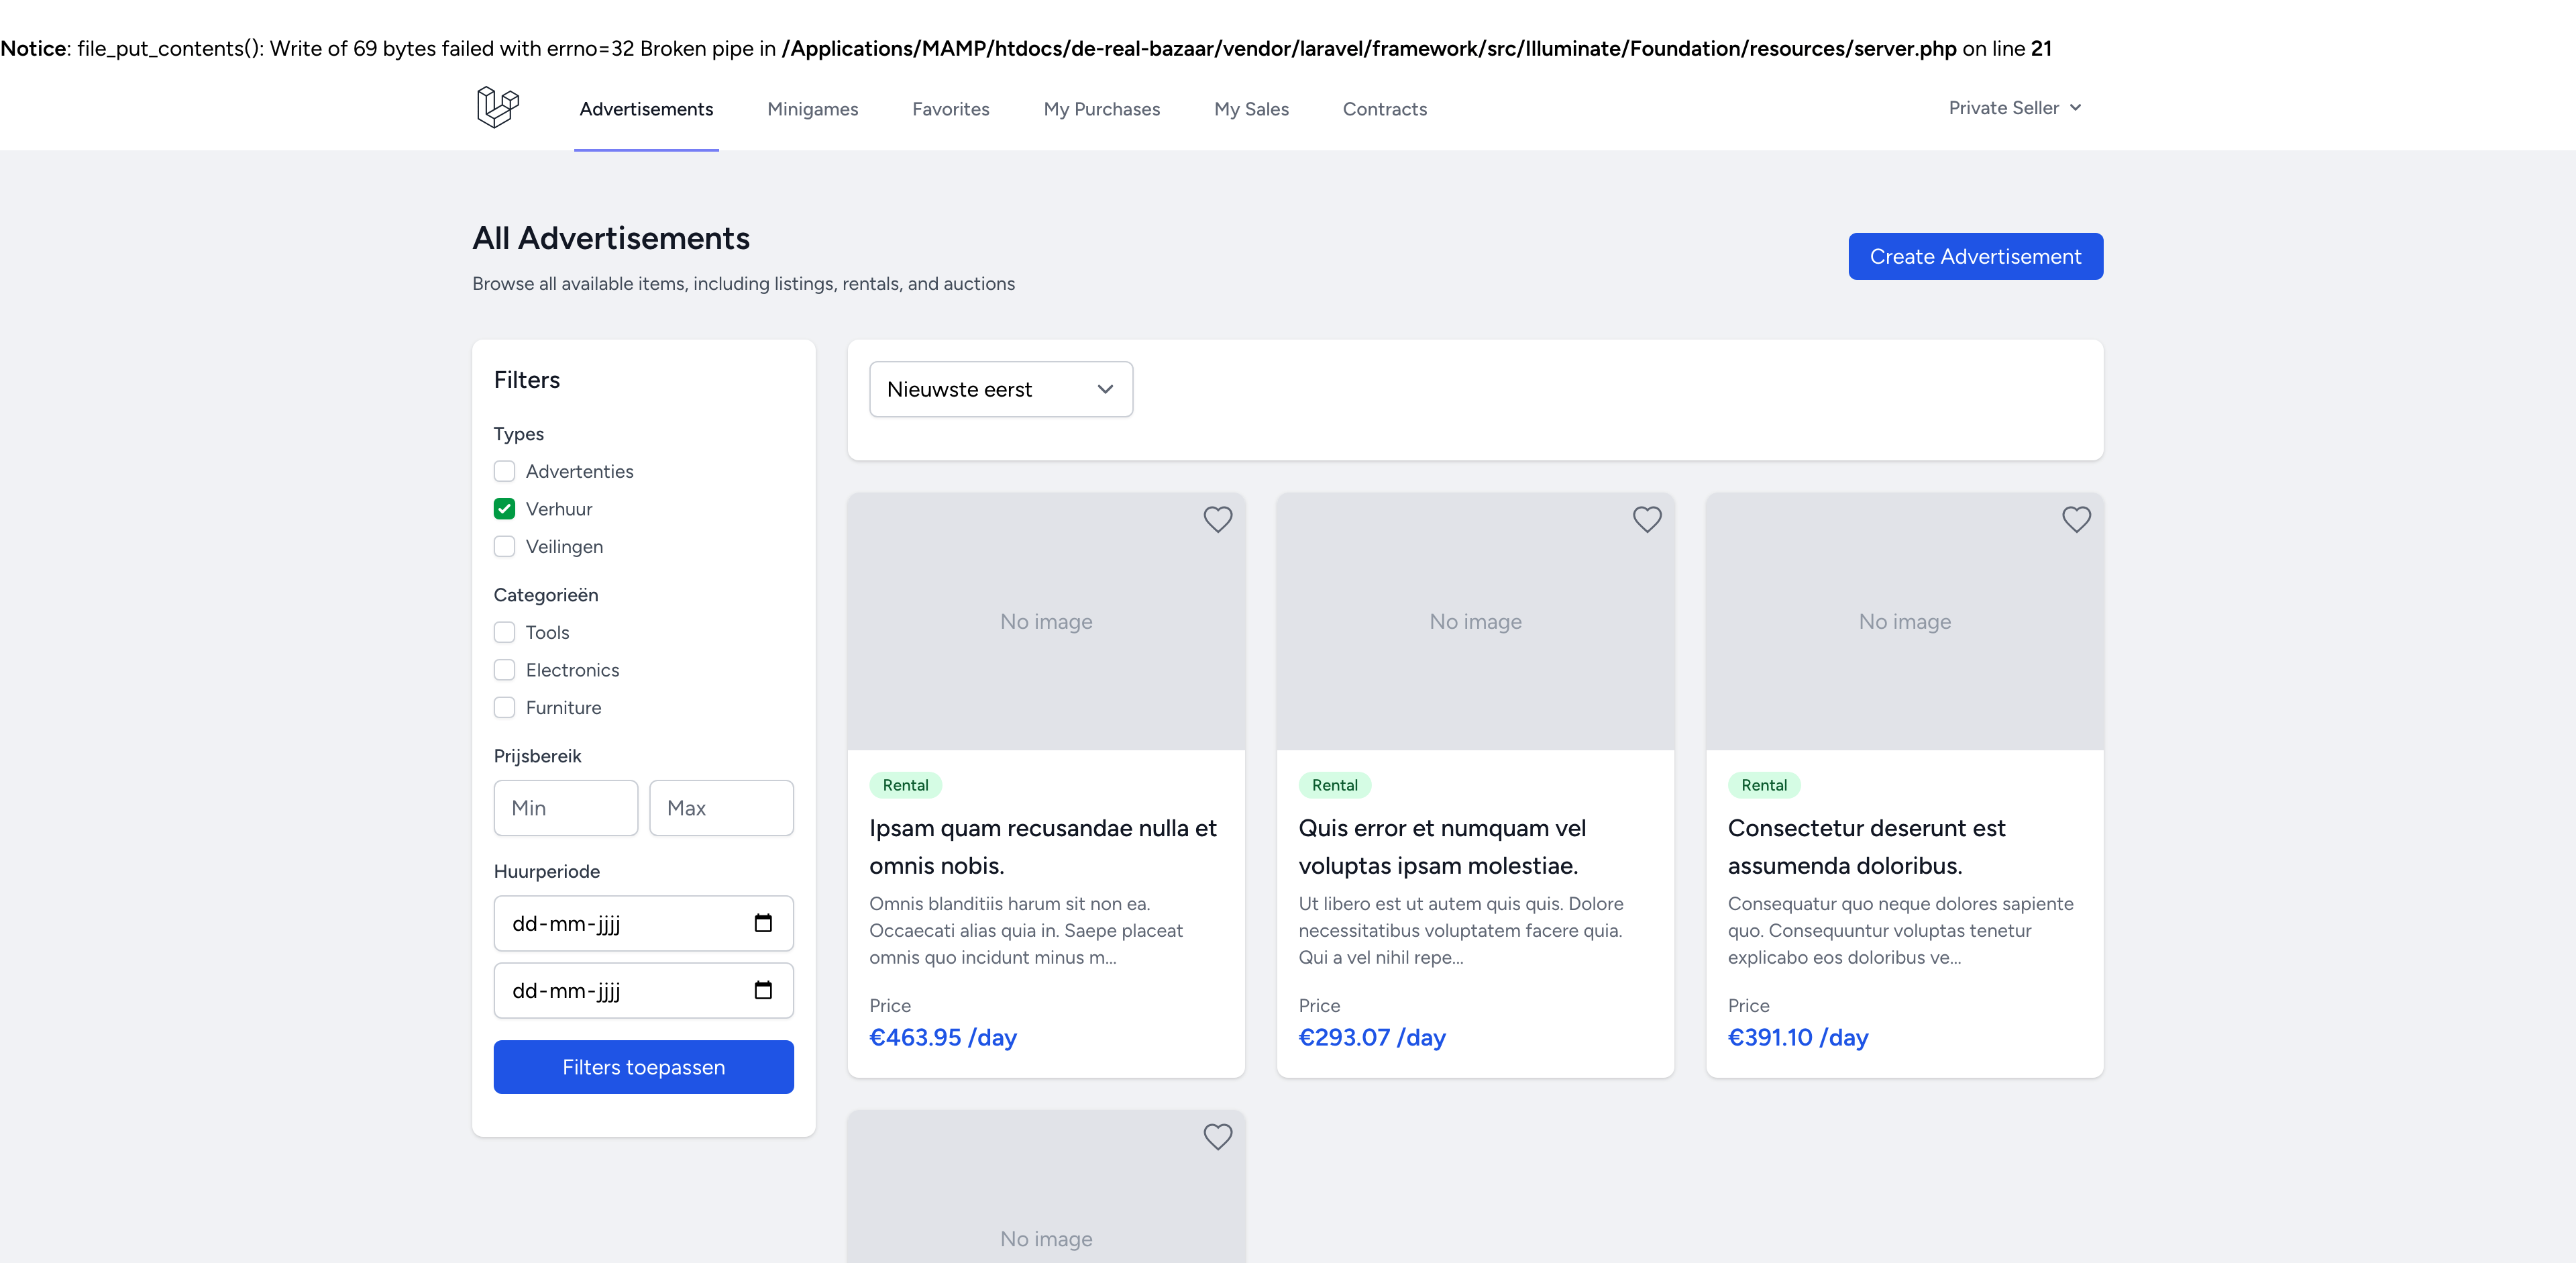 Notice: file_put_contents(): Write of 69 bytes failed with errno=32 Broken pipe in /Applications/MAMP/htdocs/de-real-bazaar/vendor/laravel/framework/src/Illuminate/Foundation/resources/server.php on line 21
Advertisements Minigames Favorites My Purchases My Sales Contracts Private Seller
All Advertisements
Browse all available items, including listings, rentals, and auctions
Create Advertisement
Filters
Types
Advertenties
Verhuur
Veilingen
Categorieën
Tools
Electronics
Furniture
Prijsbereik
Min Max
Huurperiode
dd-mm-jjjj
dd-mm-jjjj
Filters toepassen
Nieuwste eerst
No image
Rental
Ipsam quam recusandae nulla et
omnis nobis.
Omnis blanditiis harum sit non ea.
Occaecati alias quia in. Saepe placeat
omnis quo incidunt minus m...
Price
€463.95 /day
No image
Rental
Quis error et numquam vel
voluptas ipsam molestiae.
Ut libero est ut autem quis quis. Dolore
necessitatibus voluptatem facere quia.
Qui a vel nihil repe...
Price
€293.07 /day
No image
Rental
Consectetur deserunt est
assumenda doloribus.
Consequatur quo neque dolores sapiente
quo. Consequuntur voluptas tenetur
explicabo eos doloribus ve...
Price
€391.10 /day
No image